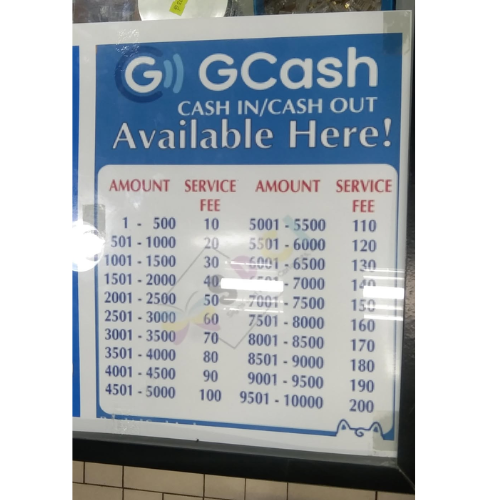 GCash
CASH IN/CASH OUT
Available Here!
AMOUNT SERVICE FEE AMOUNT SERVICE FEE
1 - 500 10 5001 - 5500 110
501 - 1000 20 5501 - 6000 120
1001 - 1500 30 6001 - 6500 130
1501 - 2000 40 7000 140
2001 - 2500 50 7001 - 7500 150
2501 - 3000 60 7501 - 8000 160
3001 - 3500 70 8001 - 8500 170
3501 - 4000 80 8501 - 9000 180
4001 - 4500 90 9001 - 9500 190
4501 - 5000 100 9501 - 10000 200